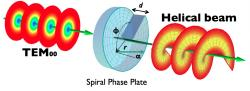 d
Helical beam
ϕ
r
α
TEM₀₀
Spiral Phase Plate